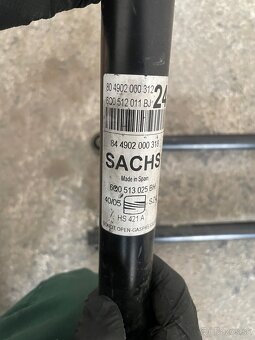 80 4902 000 312
6Q0 512 011 BJ
24
84 4902 000 316
SACHS
Made in Spain
6Q0 513 025 BH
40/05
HS 421 A